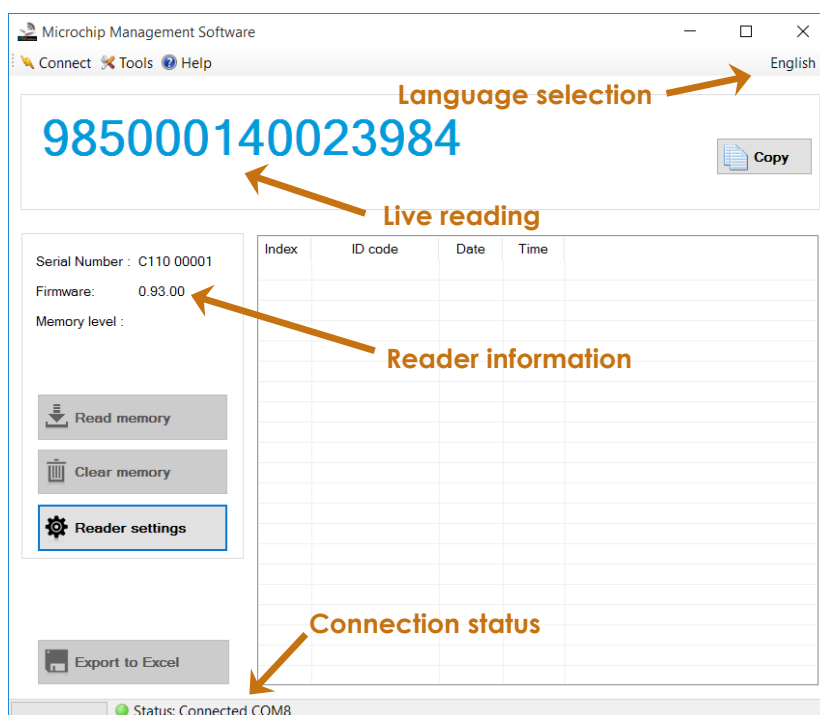 Microchip Management Software
Connect Tools Help English
Language selection
985000140023984
Copy
Live reading
Serial Number : C110 00001
Firmware: 0.93.00
Memory level :
Index ID code Date Time
Reader information
Read memory
Clear memory
Reader settings
Connection status
Export to Excel
Status: Connected COM8